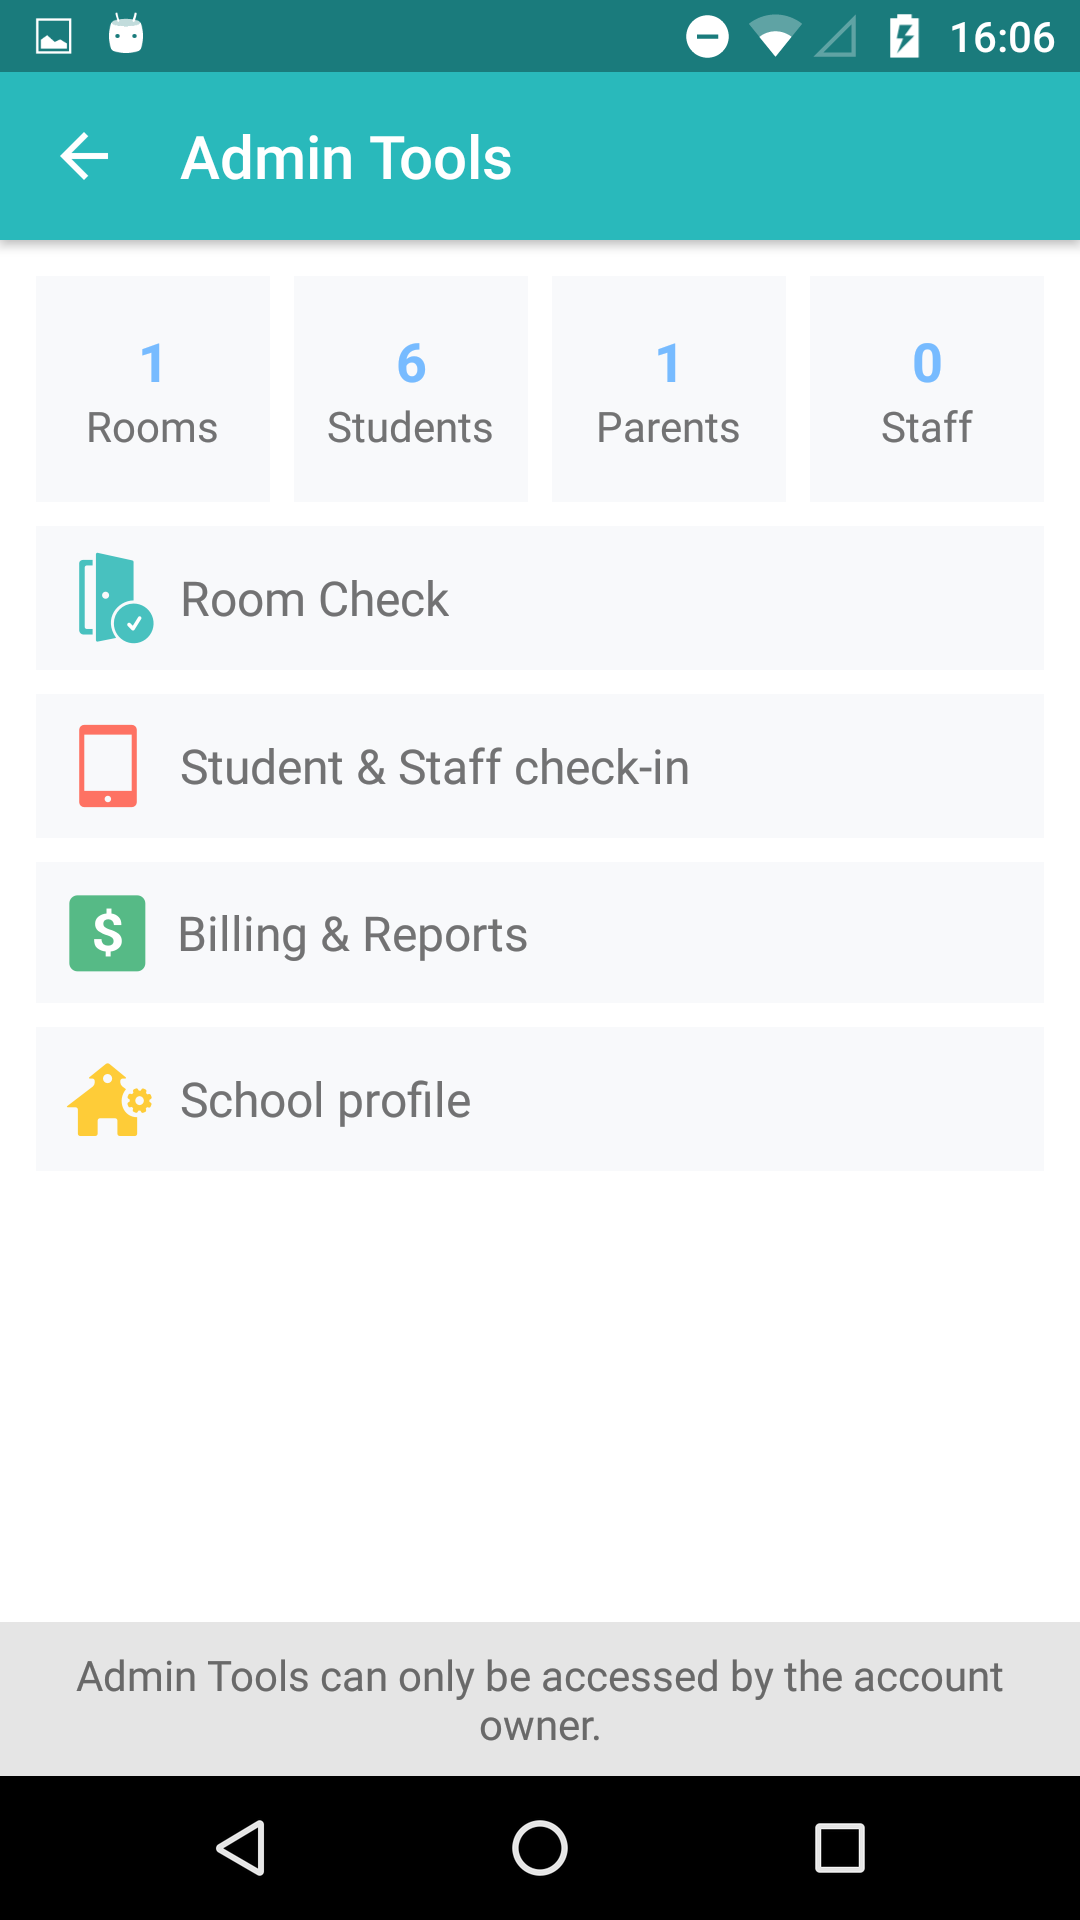 16:06
Admin Tools
1
Rooms
6
Students
1
Parents
0
Staff
Room Check
Student & Staff check-in
$
Billing & Reports
School profile
Admin Tools can only be accessed by the account
owner.